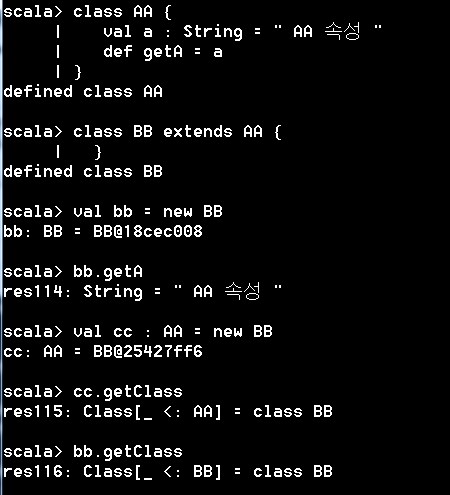 scala> class AA {
     |    val a : String = " AA 속성 "
     |    def getA = a
     | }
defined class AA
scala> class BB extends AA {
     |   }
defined class BB
scala> val bb = new BB
bb: BB = BB@18cec008
scala> bb.getA
res114: String = " AA 속성 "
scala> val cc : AA = new BB
cc: AA = BB@25427ff6
scala> cc.getClass
res115: Class[_ <: AA] = class BB
scala> bb.getClass
res116: Class[_ <: BB] = class BB